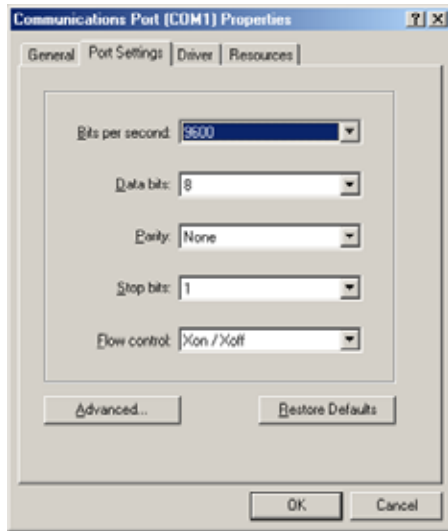 Communications Port (COM1) Properties
General Port Settings Driver Resources
Bits per second: 9600
Data bits: 8
Parity: None
Stop bits: 1
Flow control: Xon / Xoff
Advanced... Restore Defaults
OK Cancel